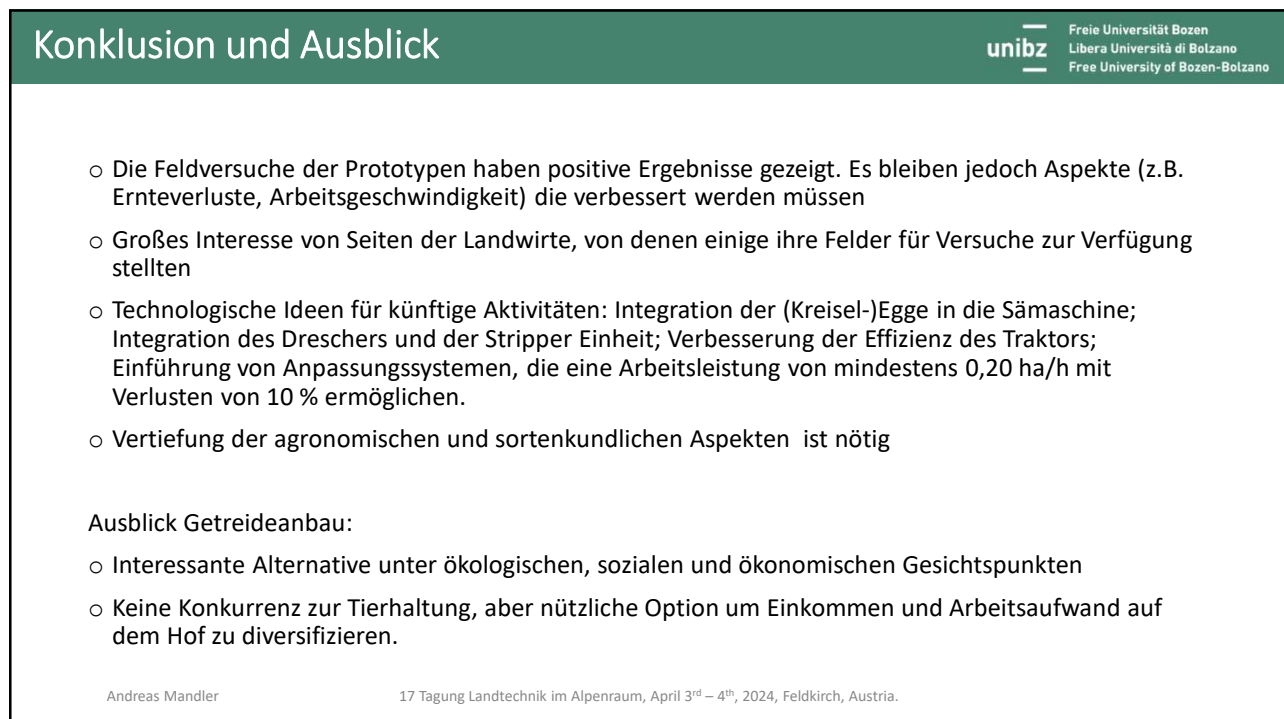 Konklusion und Ausblick
unibz
Freie Universität Bozen
Libera Università di Bolzano
Free University of Bozen-Bolzano
o Die Feldversuche der Prototypen haben positive Ergebnisse gezeigt. Es bleiben jedoch Aspekte (z.B.
Ernteverluste, Arbeitsgeschwindigkeit) die verbessert werden müssen
o Großes Interesse von Seiten der Landwirte, von denen einige ihre Felder für Versuche zur Verfügung
stellten
o Technologische Ideen für künftige Aktivitäten: Integration der (Kreisel-)Egge in die Sämaschine;
Integration des Dreschers und der Stripper Einheit; Verbesserung der Effizienz des Traktors;
Einführung von Anpassungssystemen, die eine Arbeitsleistung von mindestens 0,20 ha/h mit
Verlusten von 10 % ermöglichen.
o Vertiefung der agronomischen und sortenkundlichen Aspekten  ist nötig
Ausblick Getreideanbau:
o Interessante Alternative unter ökologischen, sozialen und ökonomischen Gesichtspunkten
o Keine Konkurrenz zur Tierhaltung, aber nützliche Option um Einkommen und Arbeitsaufwand auf
dem Hof zu diversifizieren.
Andreas Mandler
17 Tagung Landtechnik im Alpenraum, April 3rd – 4th, 2024, Feldkirch, Austria.